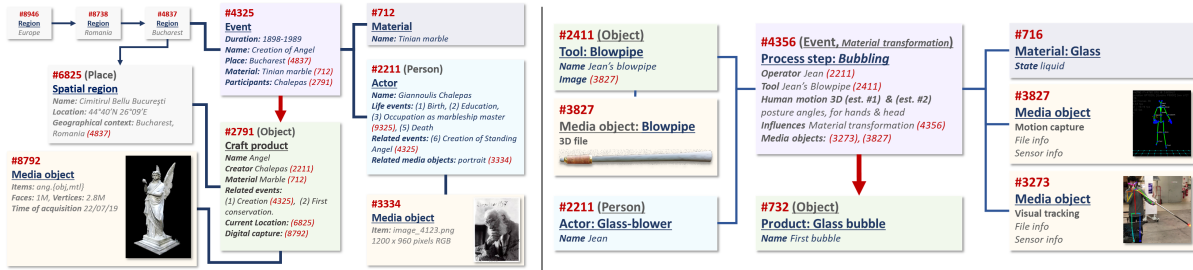 #8946
Region
Europe
#8738
Region
Romania
#4837
Region
Bucharest
#6825 (Place)
Spatial region
Name: Cimitirul Bellu București
Location: 44°40′N 26°09′E
Geographical context: Bucharest,
Romania (4837)
#8792
Media object
Items: ang.{obj,mtl}
Faces: 1M, Vertices: 2.8M
Time of acquisition 22/07/19
#4325
Event
Duration: 1898-1989
Name: Creation of Angel
Place: Bucharest (4837)
Material: Tinian marble (712)
Participants: Chalepas (2791)
#2791 (Object)
Craft product
Name Angel
Creator Chalepas (2211)
Material Marble (712)
Related events:
(1) Creation (4325), (2) First
conservation.
Current Location: (6825)
Digital capture: (8792)
#712
Material
Name: Tinian marble
#2211 (Person)
Actor
Name: Giannoulis Chalepas
Life events: (1) Birth, (2) Education,
(3) Occupation as marbleship master
(9325), (5) Death
Related events: (6) Creation of Standing
Angel (4325)
Related media objects: portrait (3334)
#3334
Media object
Item: image_4123.png
1200 x 960 pixels RGB
#2411 (Object)
Tool: Blowpipe
Name Jean's blowpipe
Image (3827)
#3827
Media object: Blowpipe
3D file
#2211 (Person)
Actor: Glass-blower
Name Jean
#4356 (Event, Material transformation)
Process step: Bubbling
Operator Jean (2211)
Tool Jean's Blowpipe (2411)
Human motion 3D (est. #1) & (est. #2)
posture angles, for hands & head
Influences Material transformation (4356)
Media objects: (3273), (3827)
#732 (Object)
Product: Glass bubble
Name First bubble
#716
Material: Glass
State liquid
#3827
Media object
Motion capture
File info
Sensor info
#3273
Media object
Visual tracking
File info
Sensor info